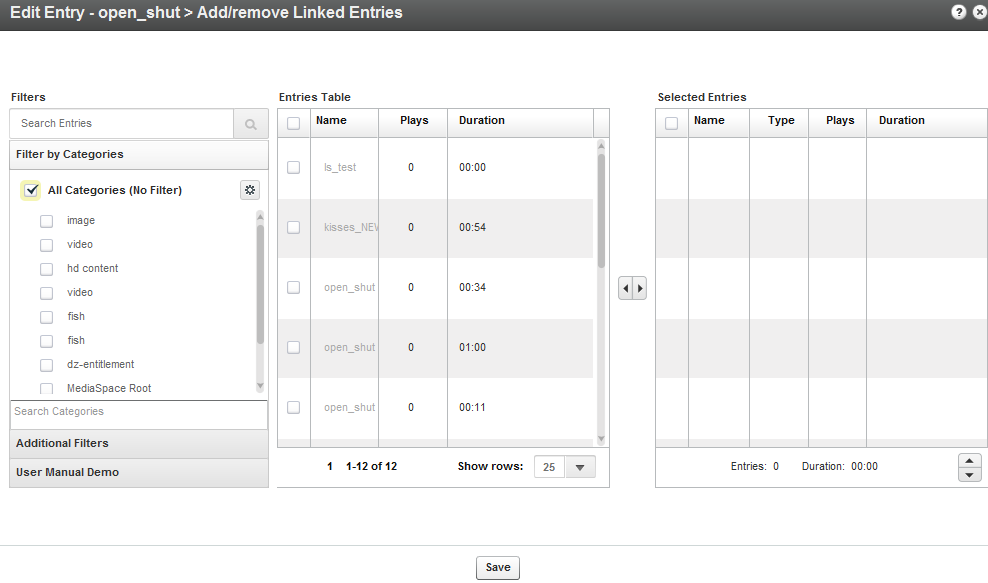 Edit Entry - open_shut > Add/remove Linked Entries
Filters
Search Entries
Filter by Categories
All Categories (No Filter)
image
video
hd content
video
fish
fish
dz-entitlement
MediaSpace Root
Search Categories
Additional Filters
User Manual Demo
Entries Table
Name Plays Duration
ls_test 0 00:00
kisses_NEW 0 00:54
open_shut 0 00:34
open_shut 0 01:00
open_shut 0 00:11
1 1-12 of 12 Show rows: 25
Selected Entries
Name Type Plays Duration
Entries: 0 Duration: 00:00
Save